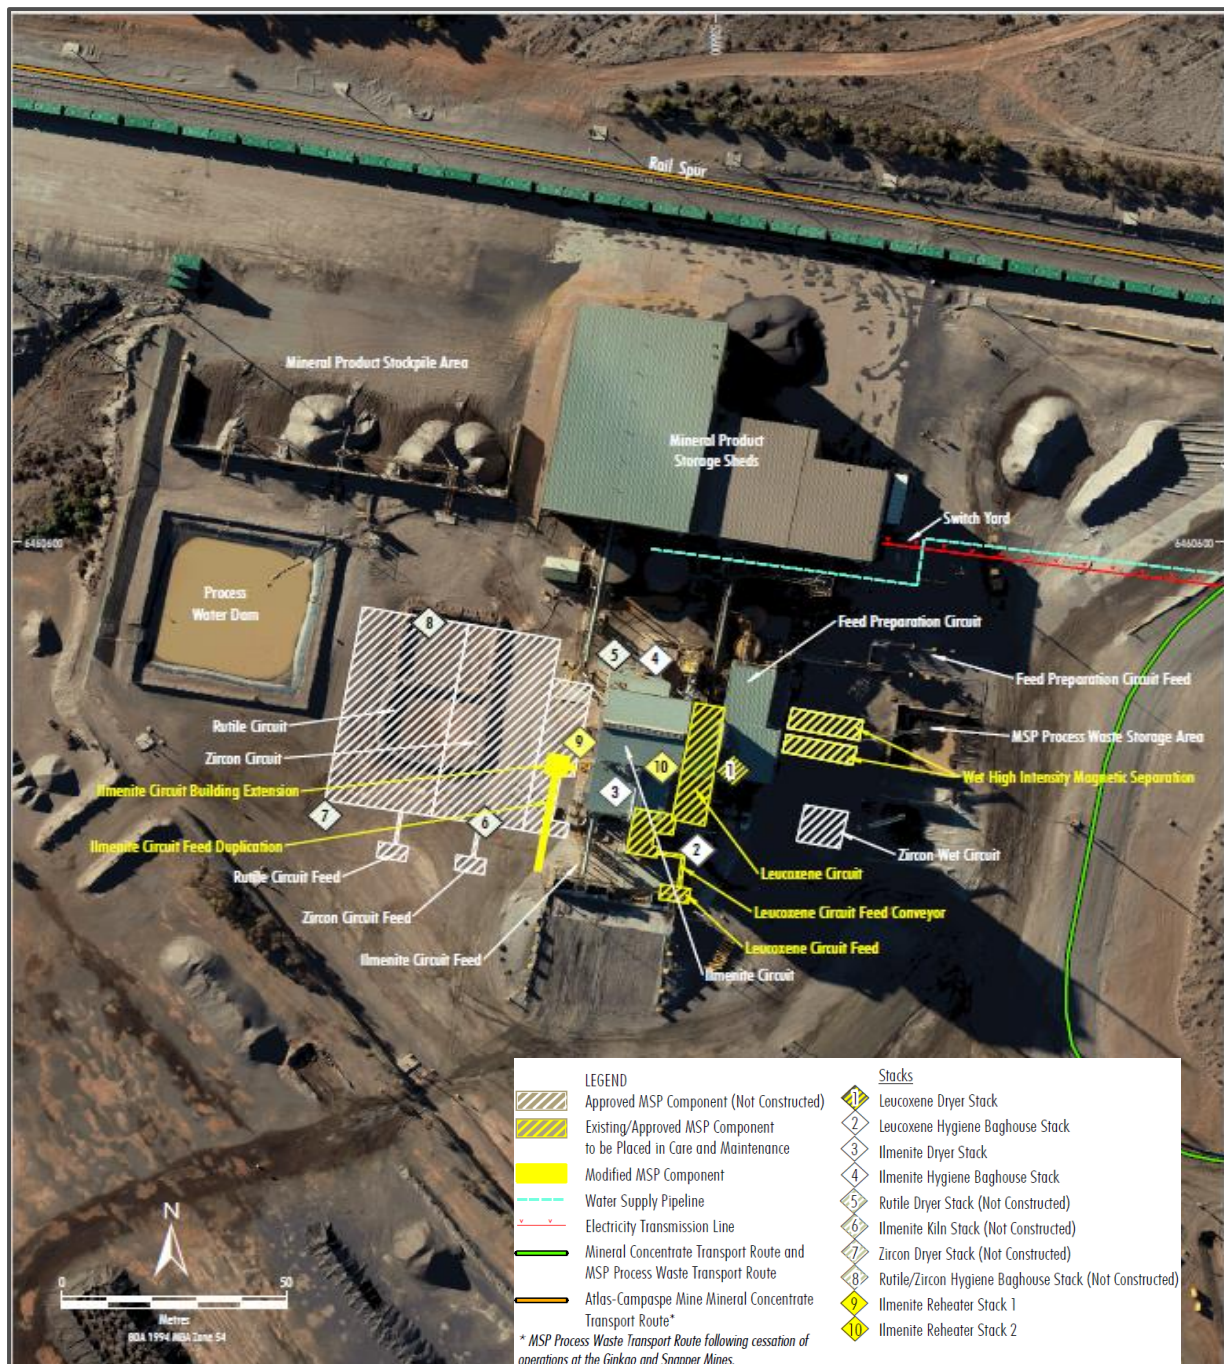 Rail Spur
Mineral Product Stockpile Area
Mineral Product
Storage Sheds
Switch Yard
6460600
6460600
Process
Water Dam
8
Feed Preparation Circuit
5
4
Feed Preparation Circuit Feed
Rutile Circuit
MSP Process Waste Storage Area
Zircon Circuit
9
10
1
Wet High Intensity Magnetic Separation
Ilmenite Circuit Building Extension
3
7
6
Ilmenite Circuit Feed Duplication
2
Zircon Wet Circuit
Rutile Circuit Feed
Leucoxene Circuit
Zircon Circuit Feed
Leucoxene Circuit Feed Conveyor
Leucoxene Circuit Feed
Ilmenite Circuit Feed
Ilmenite Circuit
N
0
50
Metres
LEGEND
Approved MSP Component (Not Constructed)
Existing/Approved MSP Component
to be Placed in Care and Maintenance
Modified MSP Component
Water Supply Pipeline
Electricity Transmission Line
Mineral Concentrate Transport Route and
MSP Process Waste Transport Route
Atlas-Campaspe Mine Mineral Concentrate
Transport Route*
* MSP Process Waste Transport Route following cessation of
operations at the Ginkgo and Snapper Mines.
Stacks
1 Leucoxene Dryer Stack
2 Leucoxene Hygiene Baghouse Stack
3 Ilmenite Dryer Stack
4 Ilmenite Hygiene Baghouse Stack
5 Rutile Dryer Stack (Not Constructed)
6 Ilmenite Kiln Stack (Not Constructed)
7 Zircon Dryer Stack (Not Constructed)
8 Rutile/Zircon Hygiene Baghouse Stack (Not Constructed)
9 Ilmenite Reheater Stack 1
10 Ilmenite Reheater Stack 2